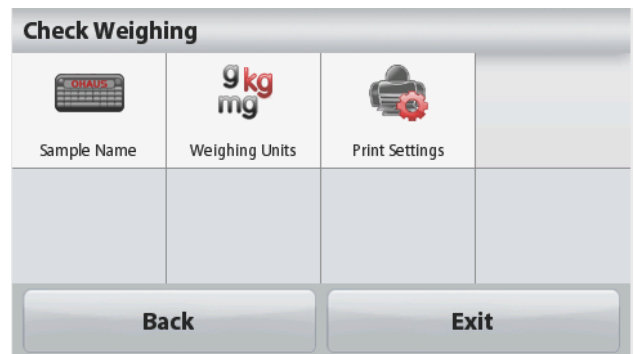 Check Weighing
OHAUS
g kg
mg
Sample Name
Weighing Units
Print Settings
Back
Exit